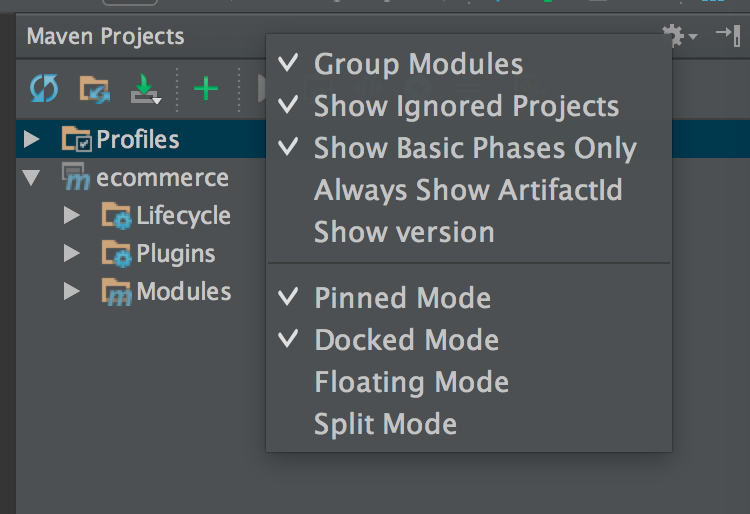 Maven Projects
Group Modules
Show Ignored Projects
Show Basic Phases Only
Always Show ArtifactId
Show version
Pinned Mode
Docked Mode
Floating Mode
Split Mode
Profiles
ecommerce
Lifecycle
Plugins
Modules